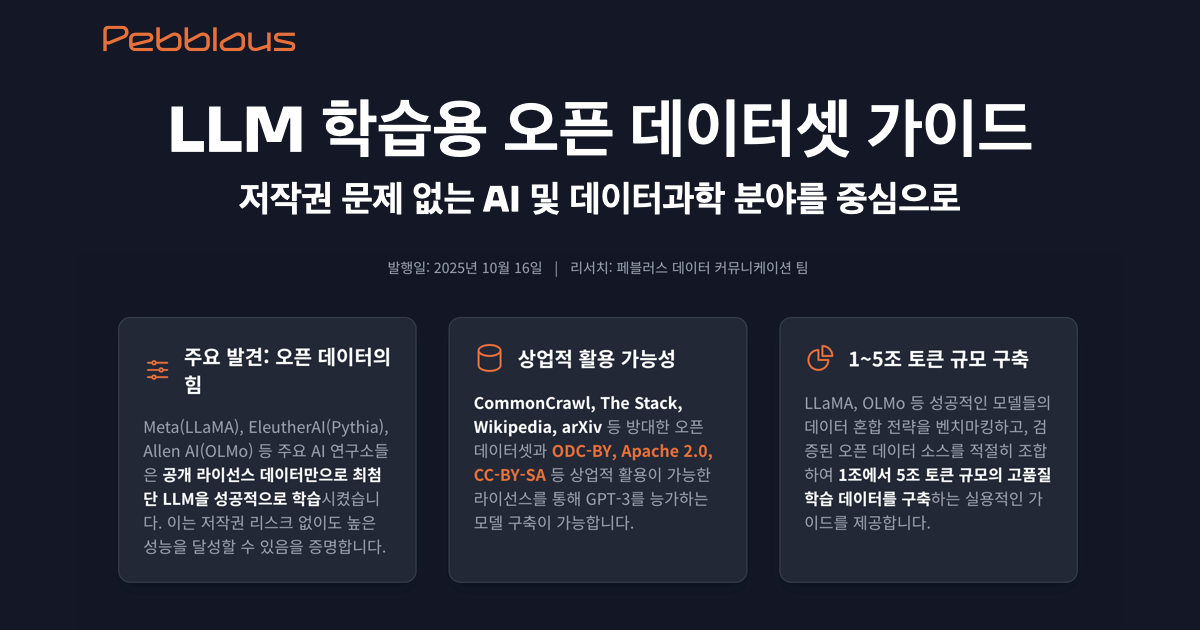 Pebblous
LLM 학습용 오픈 데이터셋 가이드
저작권 문제 없는 AI 및 데이터과학 분야를 중심으로
발행일: 2025년 10월 16일 | 리서치: 페블러스 데이터 커뮤니케이션 팀
주요 발견: 오픈 데이터의
힘
Meta(LLaMA), EleutherAI(Pythia),
Allen AI(OLMo) 등 주요 AI 연구소들
은 공개 라이선스 데이터만으로 최첨
단 LLM을 성공적으로 학습시켰습니
다. 이는 저작권 리스크 없이도 높은
성능을 달성할 수 있음을 증명합니다.
상업적 활용 가능성
CommonCrawl, The Stack,
Wikipedia, arXiv 등 방대한 오픈
데이터셋과 ODC-BY, Apache 2.0,
CC-BY-SA 등 상업적 활용이 가능한
라이선스를 통해 GPT-3를 능가하는
모델 구축이 가능합니다.
1~5조 토큰 규모 구축
LLaMA, OLMo 등 성공적인 모델들의
데이터 혼합 전략을 벤치마킹하고, 검
증된 오픈 데이터 소스를 적절히 조합
하여 1조에서 5조 토큰 규모의 고품질
학습 데이터를 구축하는 실용적인 가
이드를 제공합니다.